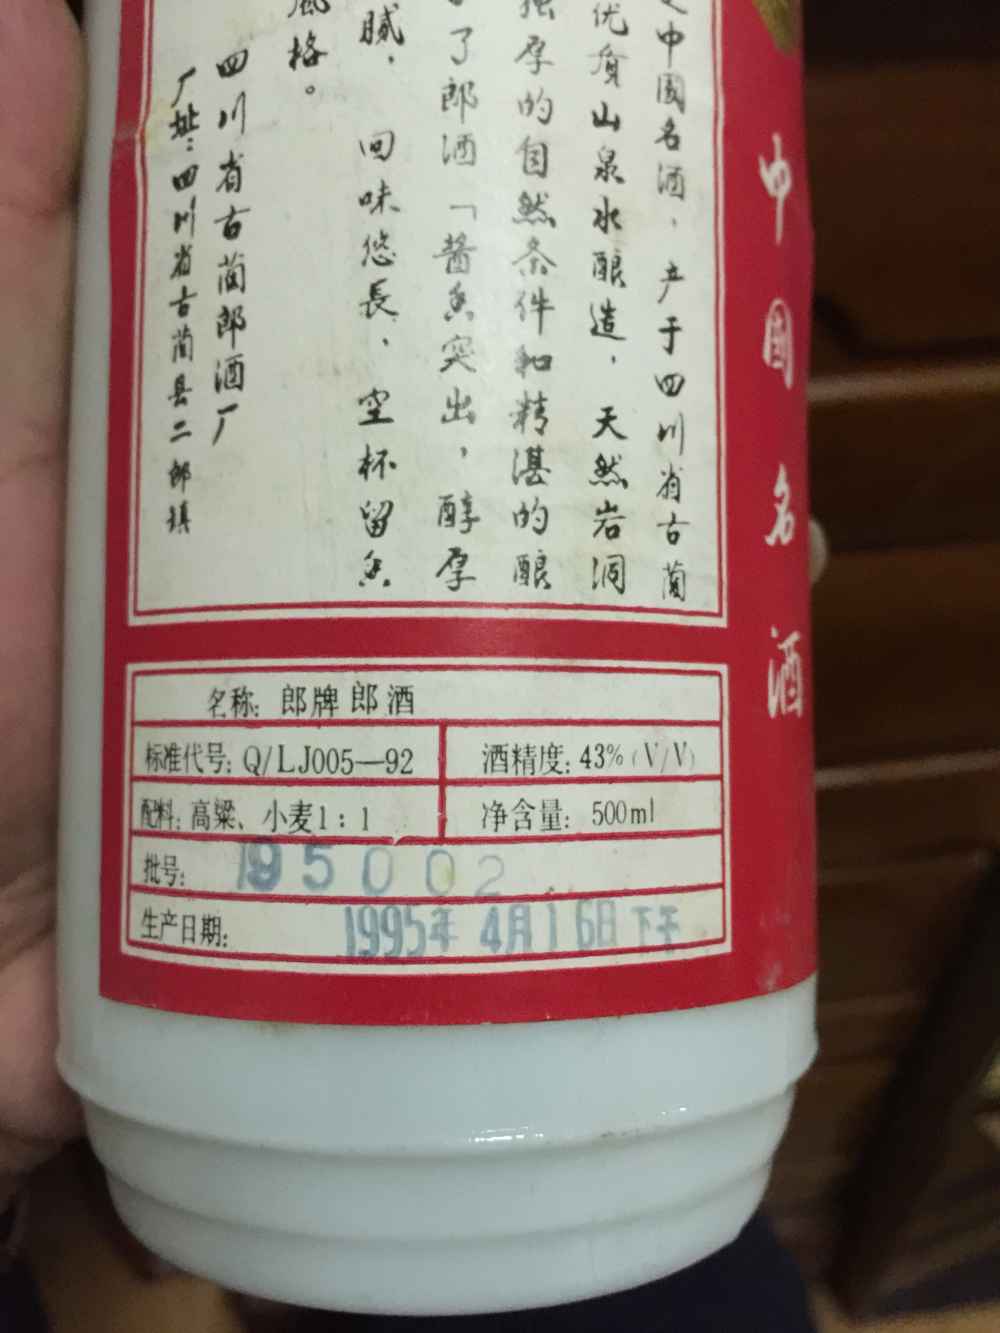 中国名酒
中國名酒，产于四川省古蔺
优质山泉水酿造，天然岩洞
孕的自然条件和精湛的酿
了郎酒「酱香突出，醇厚
腻，回味悠長，空杯留香
風格。
四川省古蔺郎酒厂
厂址：四川省古蔺县二郎镇
名称：郎牌郎酒
标准代号：Q/LJ005—92
酒精度：43%(V/V)
配料：高粱、小麦1：1
净含量：500ml
批号：195002
生产日期：1995年4月16日下午